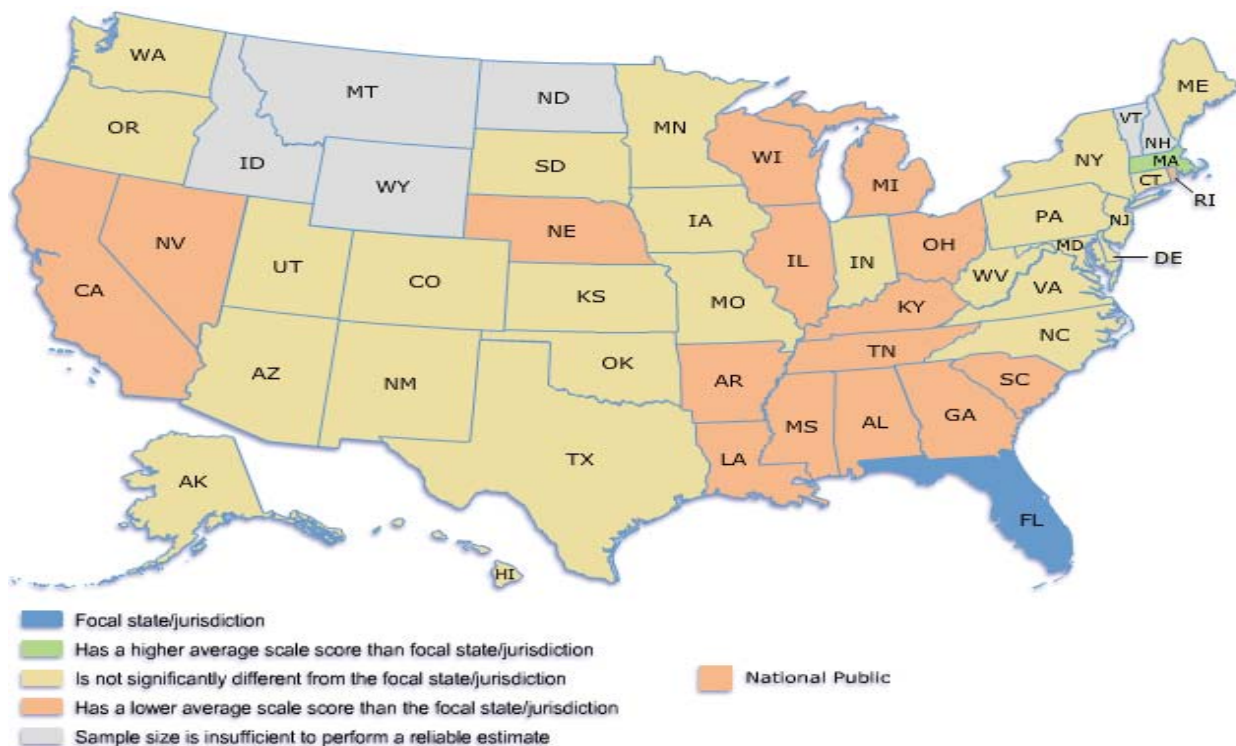 WA
MT
ND
ME
OR
MN
VT
NH
ID
SD
WI
NY
MA
WY
MI
CT
RI
IA
PA
NJ
NV
NE
OH
MD
DE
UT
IL
IN
CA
CO
WV
VA
KS
MO
KY
NC
TN
AZ
OK
NM
AR
SC
MS
AL
GA
TX
LA
AK
FL
HI
Focal state/jurisdiction
Has a higher average scale score than focal state/jurisdiction
Is not significantly different from the focal state/jurisdiction
National Public
Has a lower average scale score than the focal state/jurisdiction
Sample size is insufficient to perform a reliable estimate